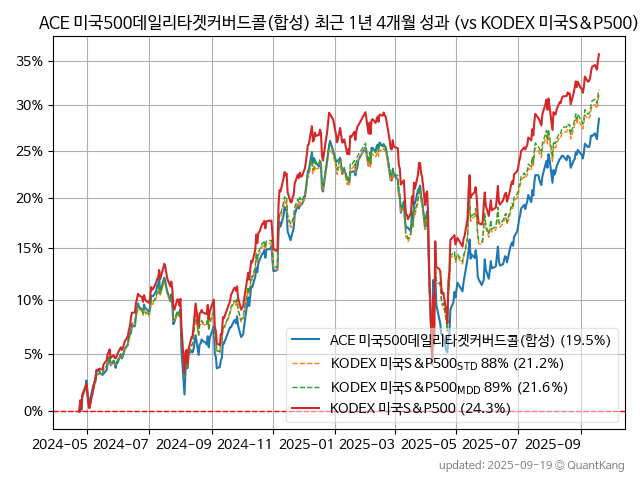 ACE 미국500데일리타겟커버드콜(합성) 최근 1년 4개월 성과 (vs KODEX 미국S&P500)
35%
30%
25%
20%
15%
10%
5%
0%
ACE 미국500데일리타겟커버드콜(합성) (19.5%)
KODEX 미국S&P500STD 88% (21.2%)
KODEX 미국S&P500MDD 89% (21.6%)
KODEX 미국S&P500 (24.3%)
2024-05 2024-07 2024-09 2024-11 2025-01 2025-03 2025-05 2025-07 2025-09
updated: 2025-09-19 © QuantKang